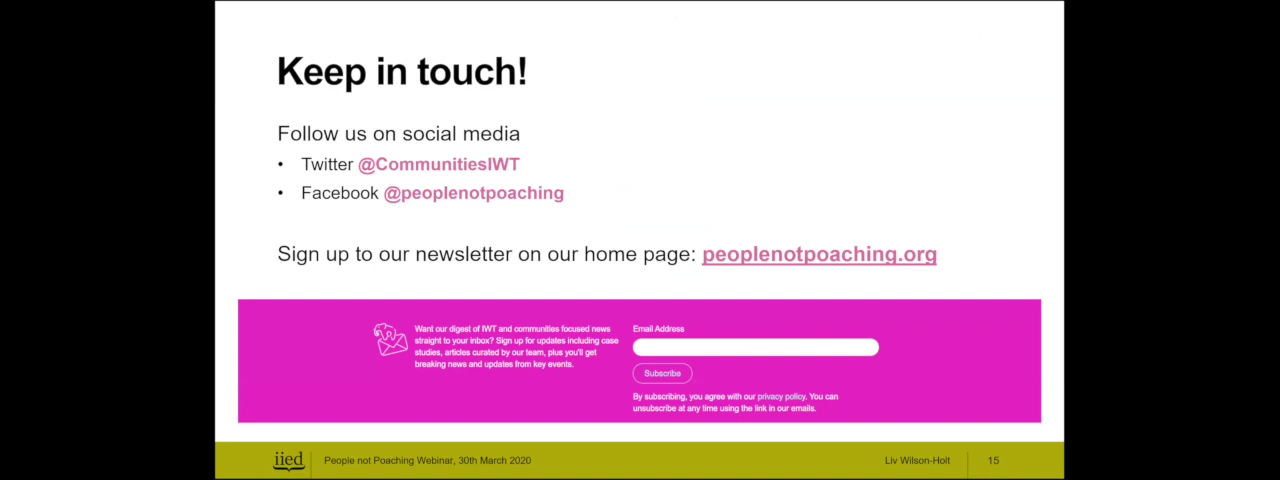 Keep in touch!
Follow us on social media
• Twitter @CommunitiesIWT
• Facebook @peoplenotpoaching
Sign up to our newsletter on our home page: peoplenotpoaching.org
Want our digest of IWT and communities focused news
straight to your inbox? Sign up for updates including case
studies, articles curated by our team, plus you'll get
breaking news and updates from key events.
Email Address
Subscribe
By subscribing, you agree with our privacy policy. You can
unsubscribe at any time using the link in our emails.
iied
People not Poaching Webinar, 30th March 2020
Liv Wilson-Holt
15